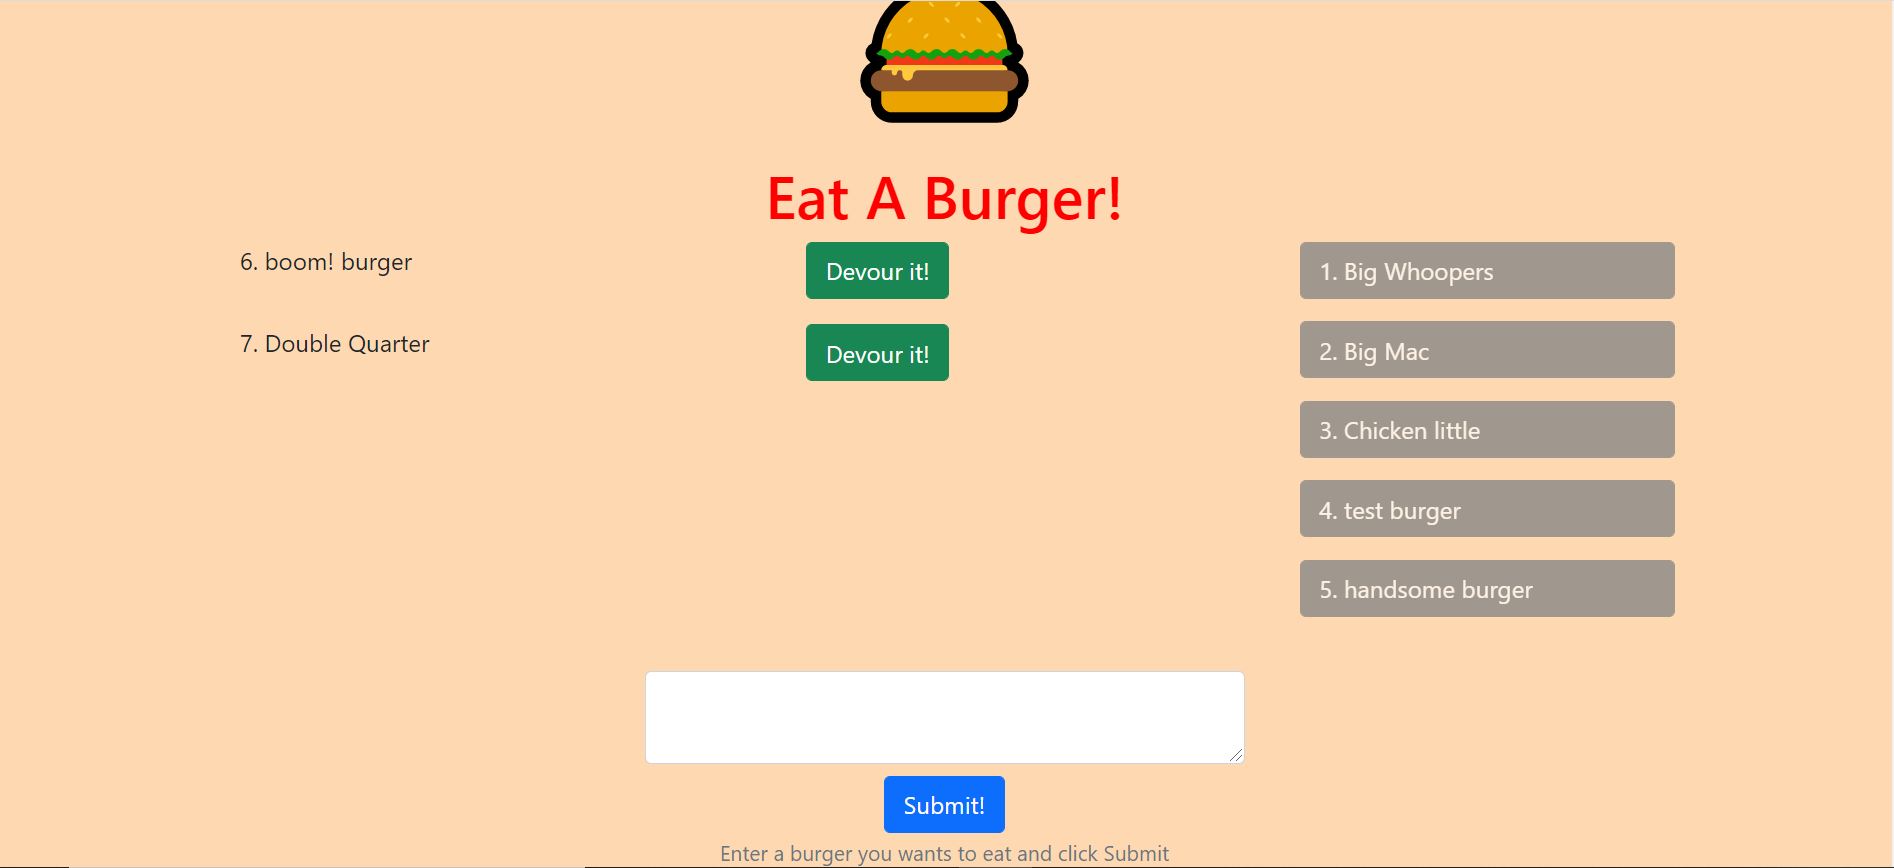 Eat A Burger!
6. boom! burger
Devour it!
7. Double Quarter
Devour it!
1. Big Whoopers
2. Big Mac
3. Chicken little
4. test burger
5. handsome burger
Submit!
Enter a burger you wants to eat and click Submit